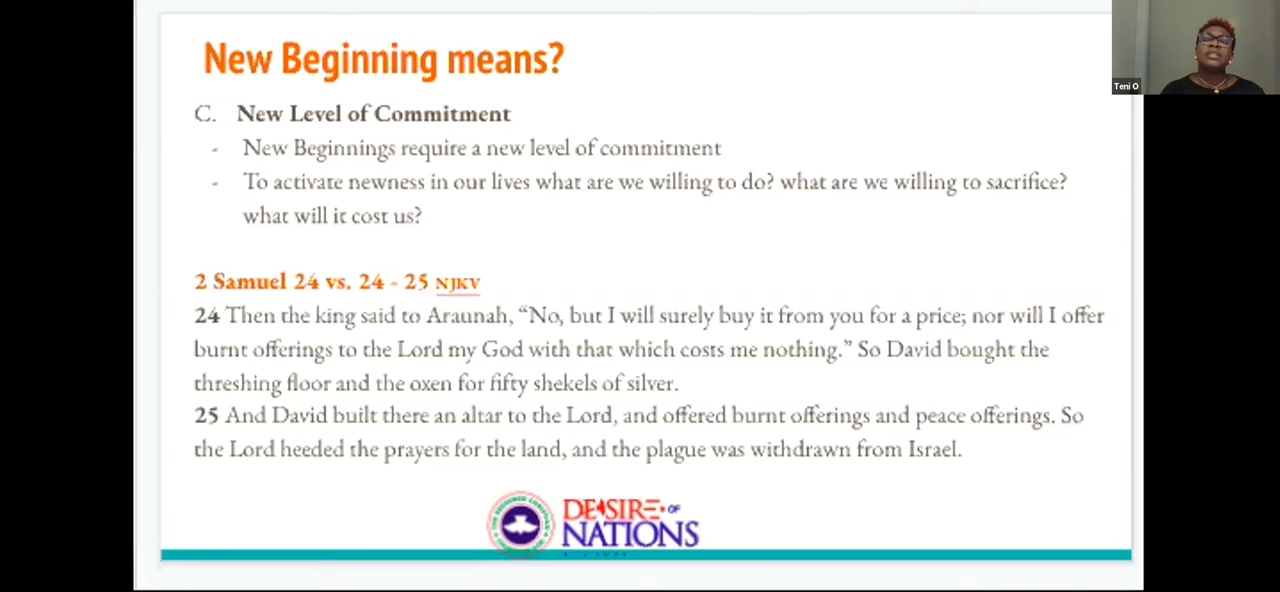 New Beginning means?
Teni O
C. New Level of Commitment
- New Beginnings require a new level of commitment
- To activate newness in our lives what are we willing to do? what are we willing to sacrifice?
what will it cost us?
2 Samuel 24 vs. 24 - 25 NJKV
24 Then the king said to Araunah, “No, but I will surely buy it from you for a price; nor will I offer
burnt offerings to the Lord my God with that which costs me nothing.” So David bought the
threshing floor and the oxen for fifty shekels of silver.
25 And David built there an altar to the Lord, and offered burnt offerings and peace offerings. So
the Lord heeded the prayers for the land, and the plague was withdrawn from Israel.
DESIRE OF
NATIONS